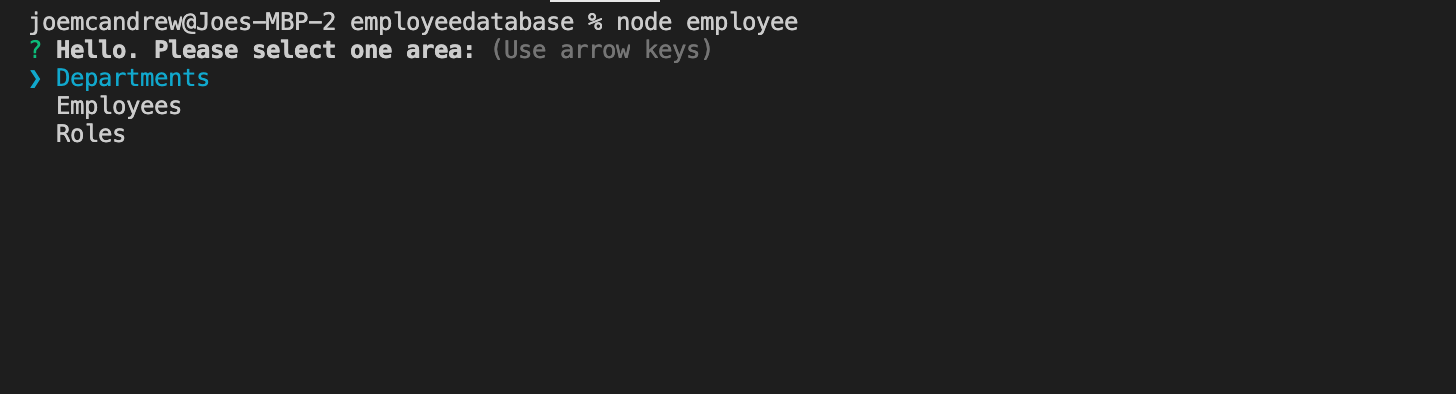 joemcandrew@Joes-MBP-2 employeedatabase % node employee
? Hello. Please select one area: (Use arrow keys)
❯ Departments
  Employees
  Roles